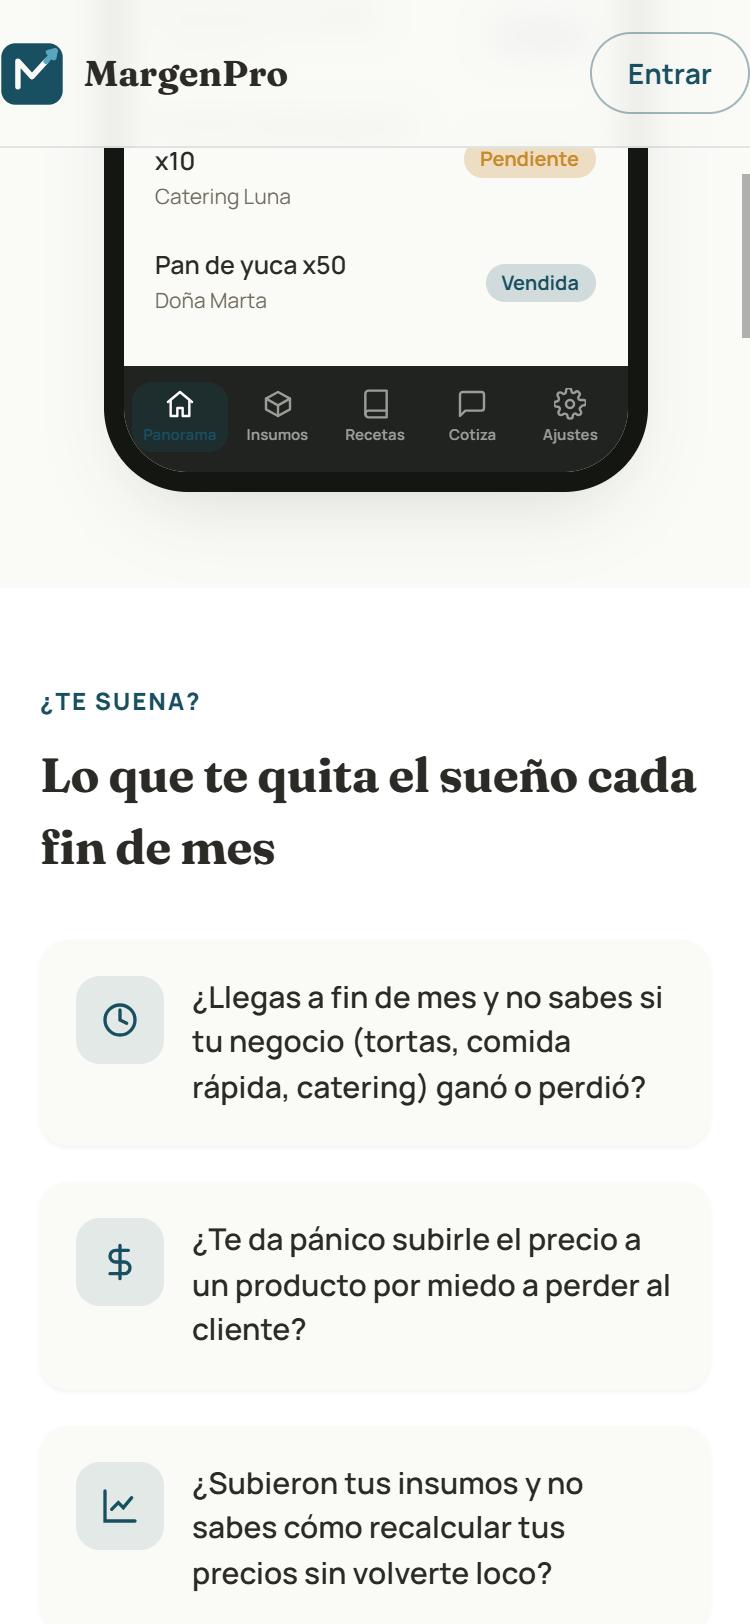 MargenPro
Entrar
x10
Pendiente
Catering Luna
Pan de yuca x50
Vendida
Doña Marta
Panorama
Insumos
Recetas
Cotiza
Ajustes
¿TE SUENA?
Lo que te quita el sueño cada
fin de mes
¿Llegas a fin de mes y no sabes si
tu negocio (tortas, comida
rápida, catering) ganó o perdió?
¿Te da pánico subirle el precio a
un producto por miedo a perder al
cliente?
¿Subieron tus insumos y no
sabes cómo recalcular tus
precios sin volverte loco?